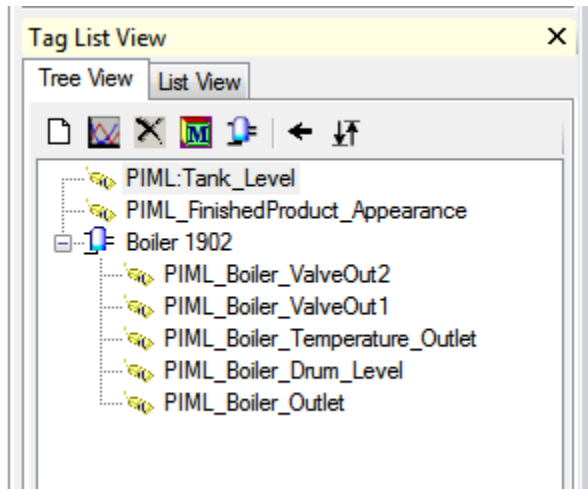 Tag List View
Tree View List View
M
PIML:Tank_Level
PIML_FinishedProduct_Appearance
Boiler 1902
PIML_Boiler_ValveOut2
PIML_Boiler_ValveOut1
PIML_Boiler_Temperature_Outlet
PIML_Boiler_Drum_Level
PIML_Boiler_Outlet